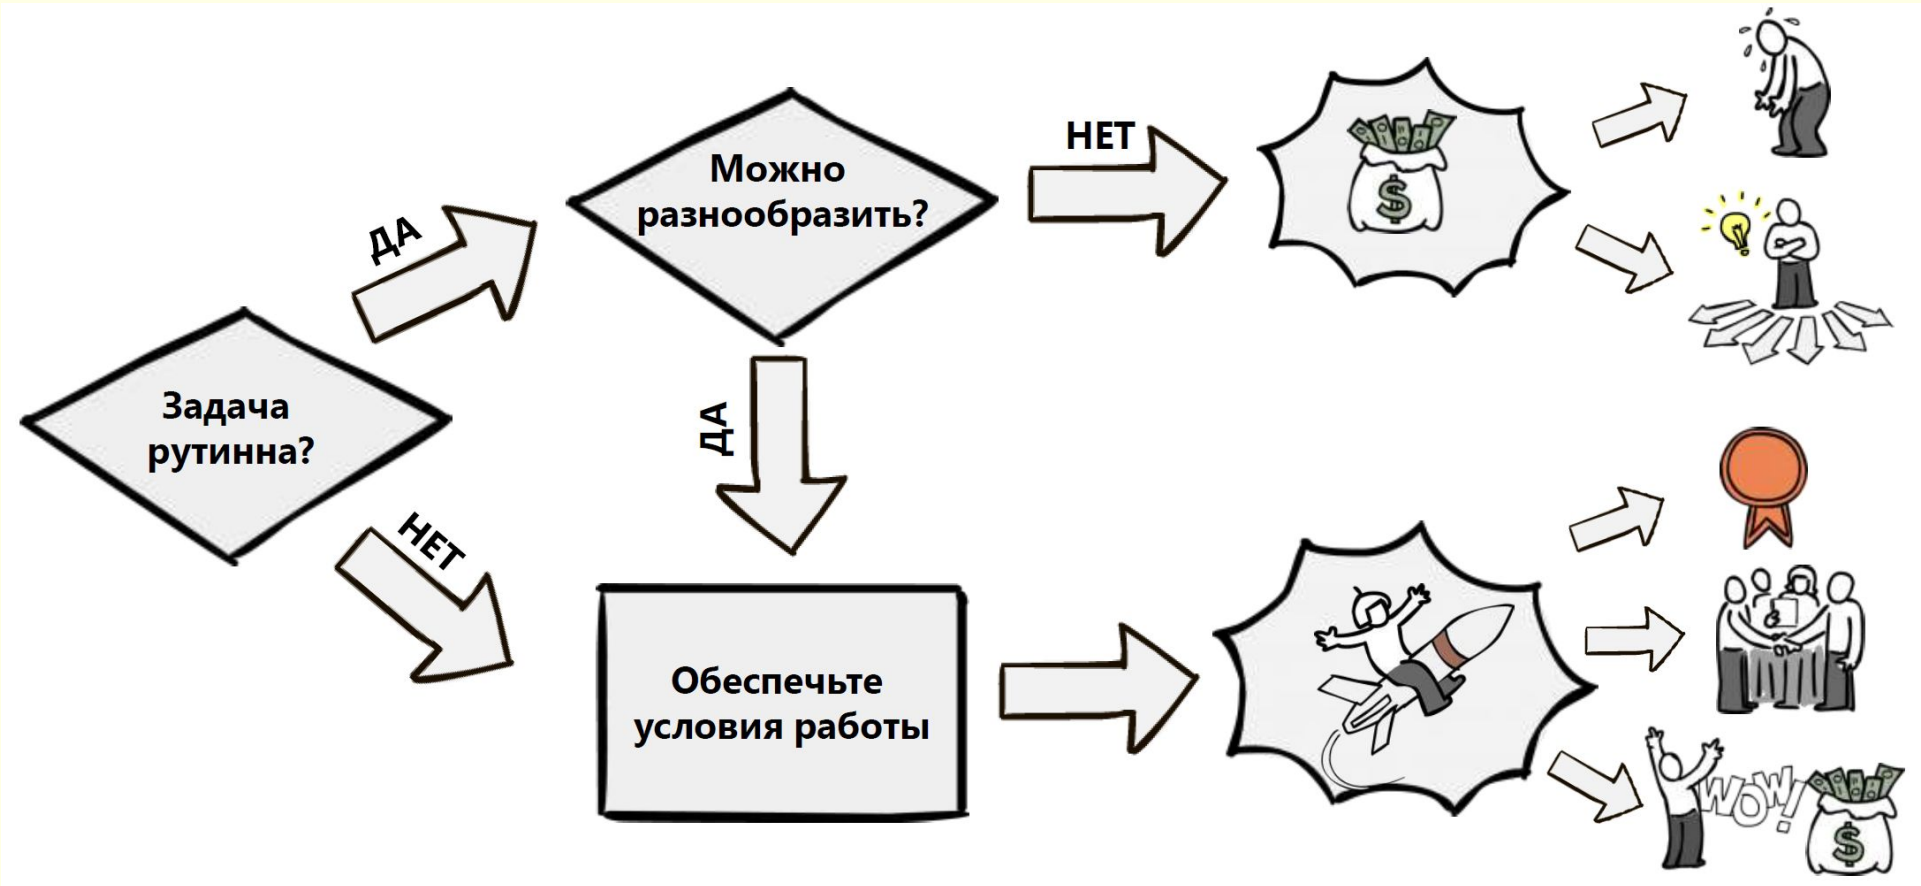 Задача
рутинна?
ДА
НЕТ
Можно
разнообразить?
НЕТ
ДА
Обеспечьте
условия работы
$
WOW!
$